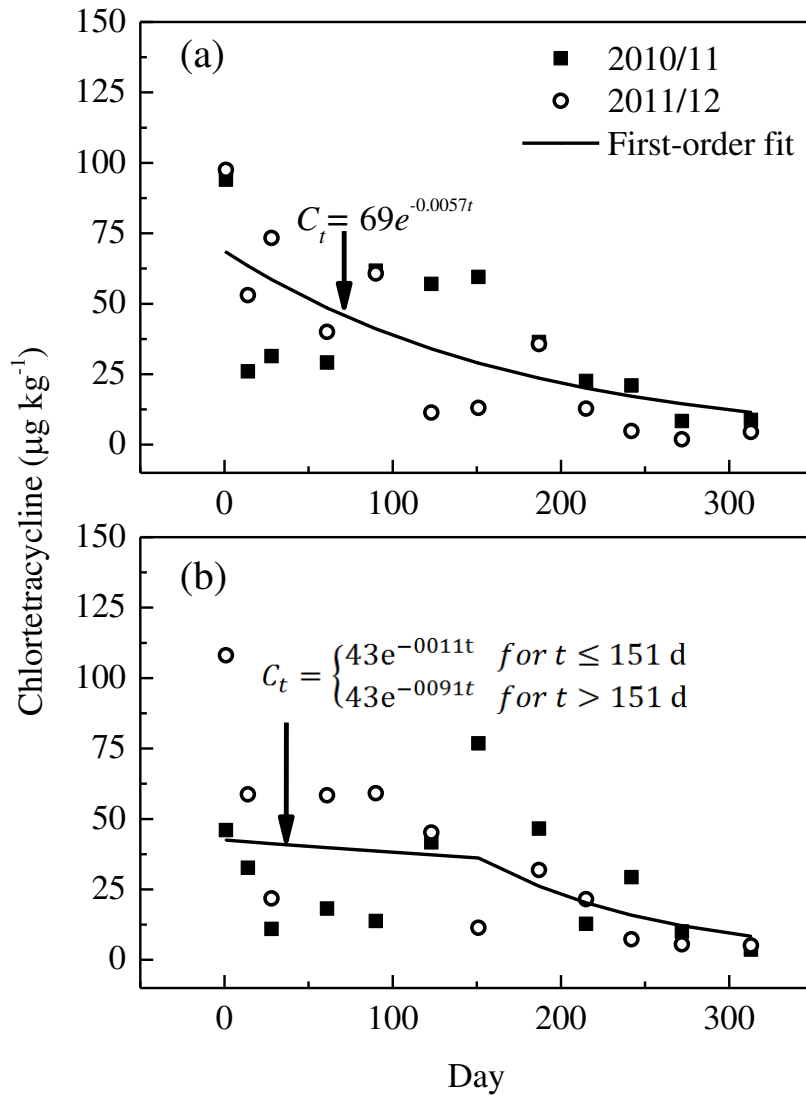 150
(a)
2010/11
125
2011/12
100
First-order fit
C_t = 69e^{-0.0057t}
75
50
25
0
0 100 200 300
Chlortetracycline (μg kg^{-1})
150
(b)
125
100
C_t = {43e^{-0011t} for t ≤ 151 d
43e^{-0091t} for t > 151 d
75
50
25
0
0 100 200 300
Day